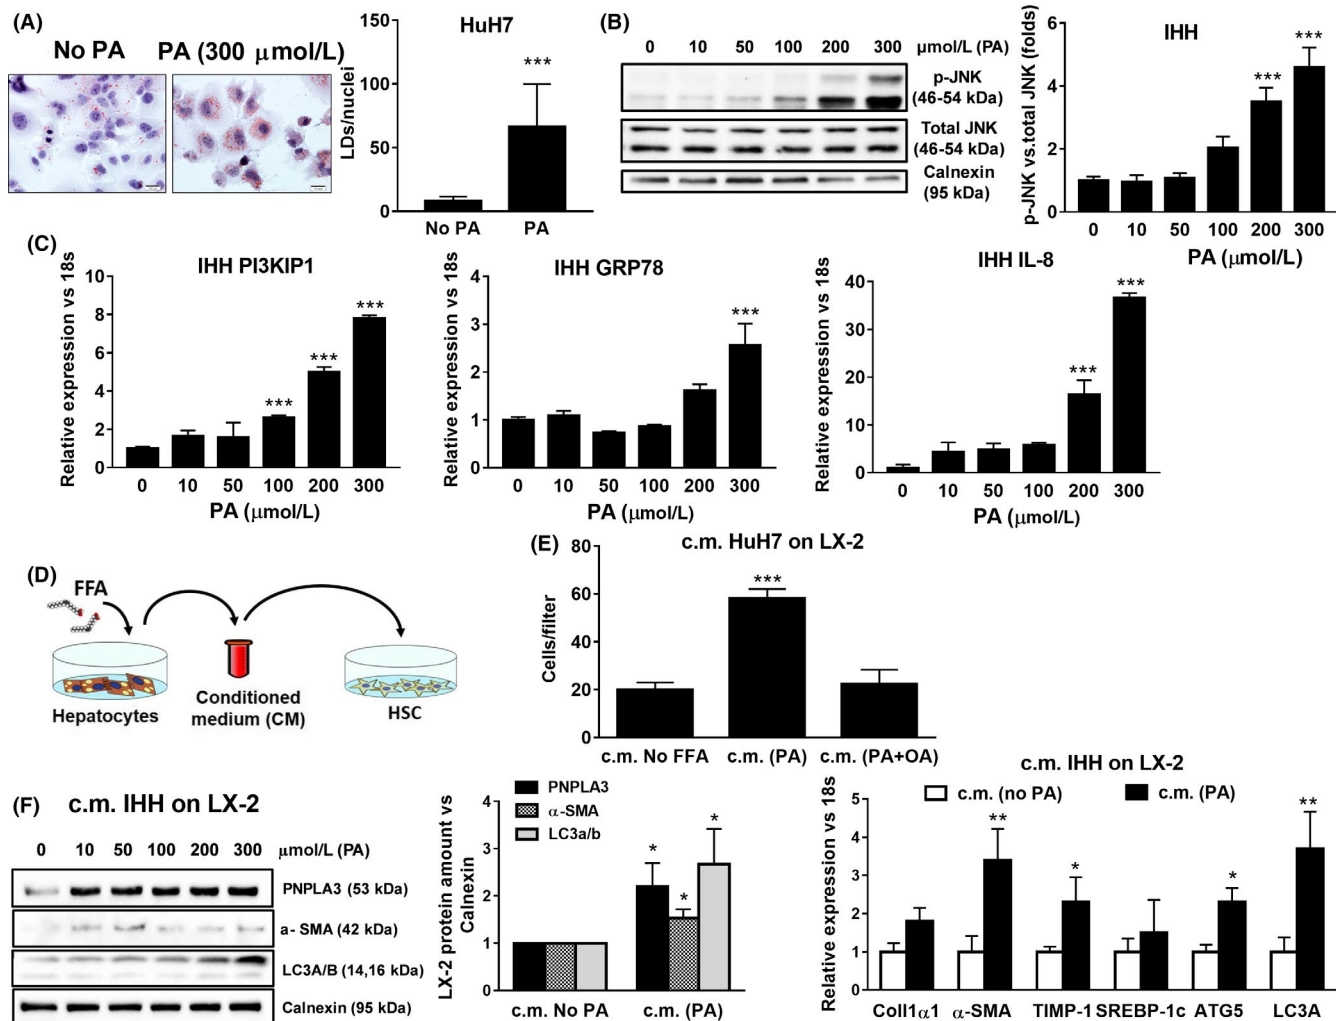 (A)
No PA PA (300 μmol/L)
HuH7
LDs/nuclei
150
100
50
0
***
No PA PA
(B)
0 10 50 100 200 300 μmol/L (PA)
p-JNK
(46-54 kDa)
Total JNK
(46-54 kDa)
Calnexin
(95 kDa)
IHH
p-JNK vs.total JNK (folds)
6
4
2
0
*** ***
0 10 50 100 200 300
PA (μmol/L)
(C)
IHH PI3KIP1
Relative expression vs 18s
10
8
6
4
2
0
*** *** ***
0 10 50 100 200 300
PA (μmol/L)
IHH GRP78
Relative expression vs 18s
4
3
2
1
0
***
0 10 50 100 200 300
PA (μmol/L)
IHH IL-8
Relative expression vs 18s
40
30
20
10
0
*** ***
0 10 50 100 200 300
PA (μmol/L)
(D)
FFA
Hepatocytes
Conditioned
medium (CM)
HSC
(E)
c.m. HuH7 on LX-2
Cells/filter
80
60
40
20
0
***
c.m. No FFA c.m. (PA) c.m. (PA+OA)
(F)
c.m. IHH on LX-2
0 10 50 100 200 300 μmol/L (PA)
PNPLA3 (53 kDa)
a- SMA (42 kDa)
LC3A/B (14,16 kDa)
Calnexin (95 kDa)
PNPLA3
α-SMA
LC3a/b
LX-2 protein amount vs
Calnexin
4
3
2
1
0
* * *
c.m. No PA c.m. (PA)
c.m. IHH on LX-2
c.m. (no PA) c.m. (PA)
Relative expression vs 18s
5
4
3
2
1
0
** * * **
Coll1α1 α-SMA TIMP-1 SREBP-1c ATG5 LC3A